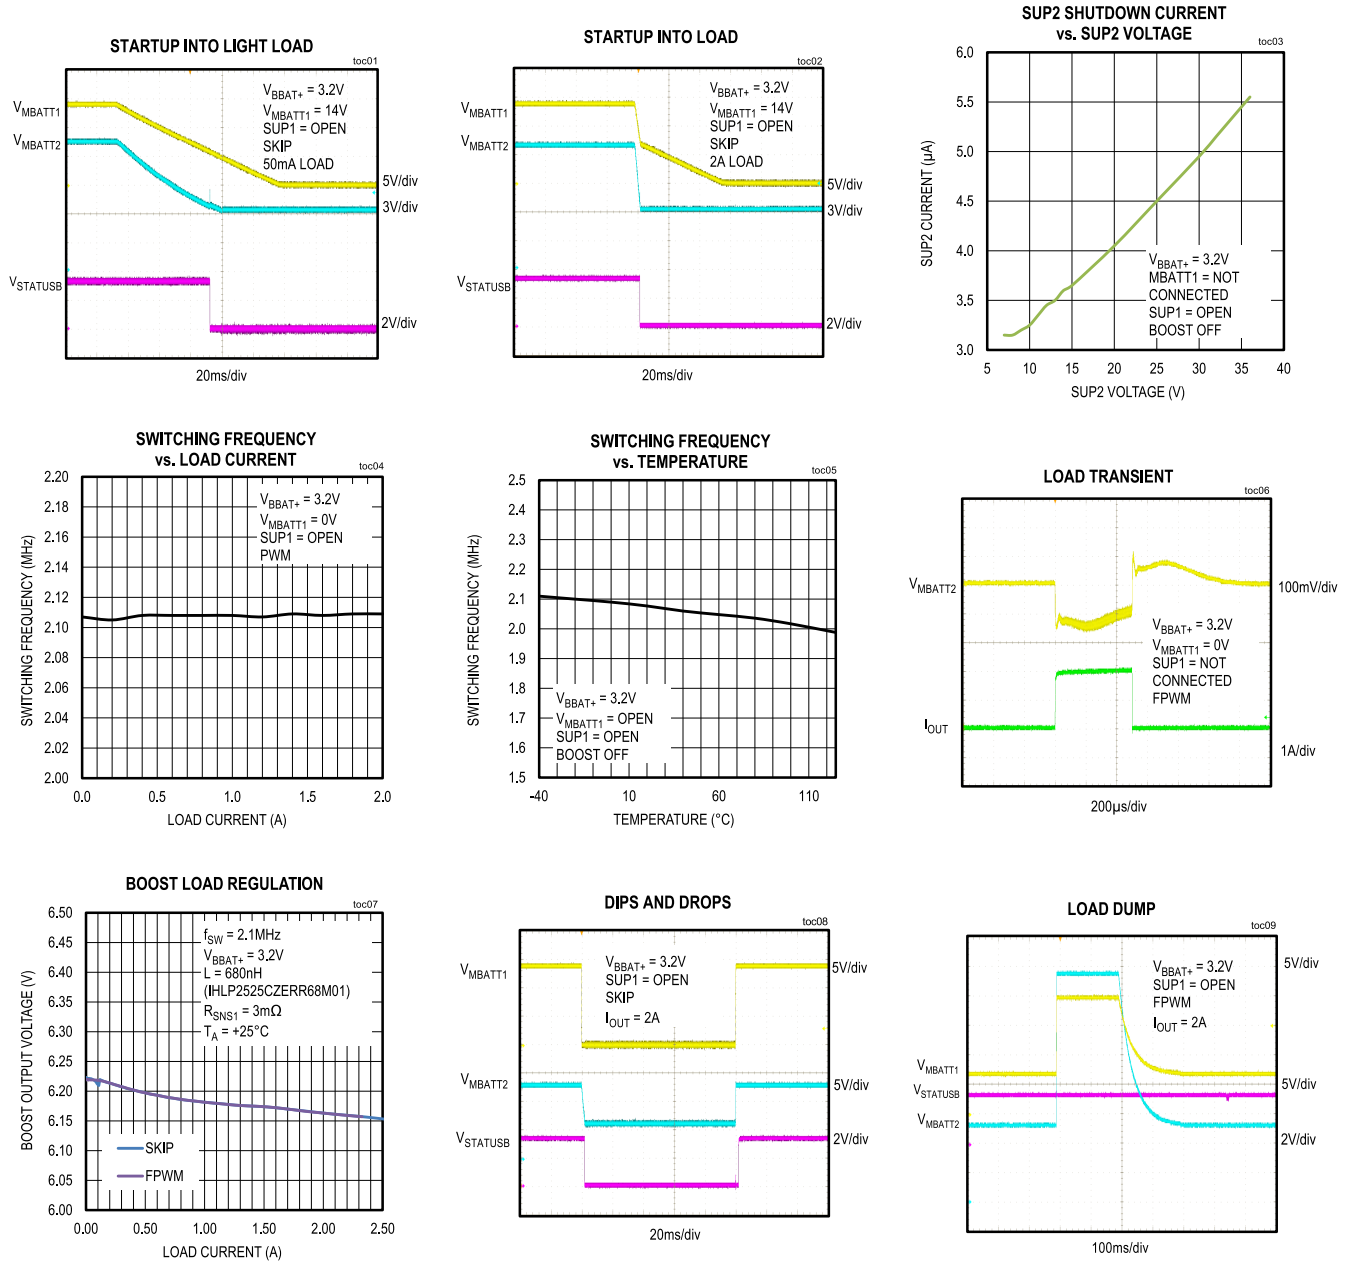 STARTUP INTO LIGHT LOAD
toc01
VBBAT+ = 3.2V
VMBATT1 = 14V
SUP1 = OPEN
SKIP
50mA LOAD
VMBATT1
VMBATT2
VSTATUSB
5V/div
3V/div
2V/div
20ms/div
STARTUP INTO LOAD
toc02
VBBAT+ = 3.2V
VMBATT1 = 14V
SUP1 = OPEN
SKIP
2A LOAD
VMBATT1
VMBATT2
VSTATUSB
5V/div
3V/div
2V/div
20ms/div
SUP2 SHUTDOWN CURRENT
vs. SUP2 VOLTAGE
toc03
SUP2 CURRENT (µA)
6.0
5.5
5.0
4.5
4.0
3.5
3.0
VBBAT+ = 3.2V
MBATT1 = NOT
CONNECTED
SUP1 = OPEN
BOOST OFF
5 10 15 20 25 30 35 40
SUP2 VOLTAGE (V)
SWITCHING FREQUENCY
vs. LOAD CURRENT
toc04
SWITCHING FREQUENCY (MHz)
2.20
2.18
2.16
2.14
2.12
2.10
2.08
2.06
2.04
2.02
2.00
VBBAT+ = 3.2V
VMBATT1 = 0V
SUP1 = OPEN
PWM
0.0 0.5 1.0 1.5 2.0
LOAD CURRENT (A)
SWITCHING FREQUENCY
vs. TEMPERATURE
toc05
SWITCHING FREQUENCY (MHz)
2.5
2.4
2.3
2.2
2.1
2.0
1.9
1.8
1.7
1.6
1.5
VBBAT+ = 3.2V
VMBATT1 = OPEN
SUP1 = OPEN
BOOST OFF
-40 10 60 110
TEMPERATURE (°C)
LOAD TRANSIENT
toc06
VMBATT2
100mV/div
VBBAT+ = 3.2V
VMBATT1 = 0V
SUP1 = NOT
CONNECTED
FPWM
IOUT
1A/div
200µs/div
BOOST LOAD REGULATION
toc07
BOOST OUTPUT VOLTAGE (V)
6.50
6.45
6.40
6.35
6.30
6.25
6.20
6.15
6.10
6.05
6.00
fSW = 2.1MHz
VBBAT+ = 3.2V
L = 680nH
(IHLP2525CZERR68M01)
RSNS1 = 3mΩ
TA = +25°C
SKIP
FPWM
0.00 0.50 1.00 1.50 2.00 2.50
LOAD CURRENT (A)
DIPS AND DROPS
toc08
VMBATT1
VBBAT+ = 3.2V
SUP1 = OPEN
SKIP
IOUT = 2A
5V/div
VMBATT2
5V/div
VSTATUSB
2V/div
20ms/div
LOAD DUMP
toc09
5V/div
VBBAT+ = 3.2V
SUP1 = OPEN
FPWM
IOUT = 2A
VMBATT1
5V/div
VSTATUSB
VMBATT2
2V/div
100ms/div